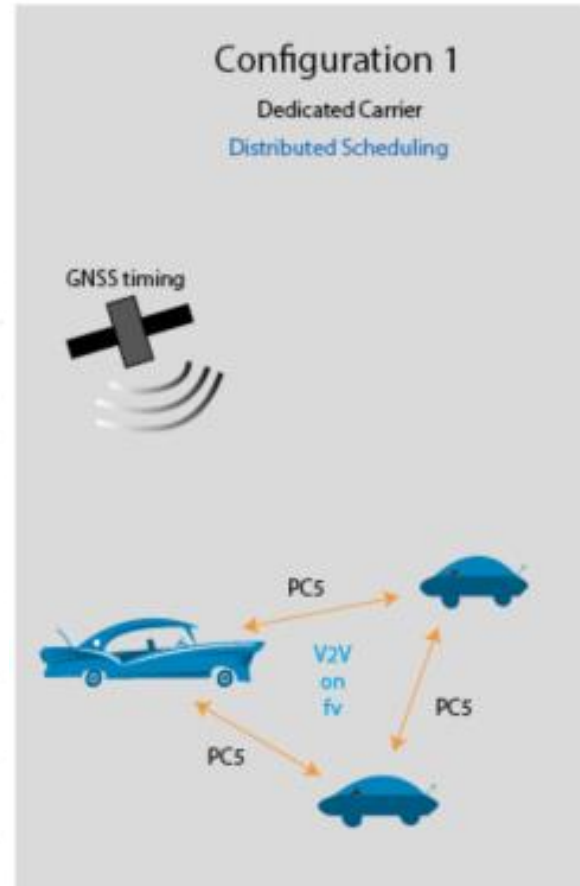 Configuration 1
Dedicated Carrier
Distributed Scheduling
GNSS timing
PC5
V2V
on
fv
PC5
PC5